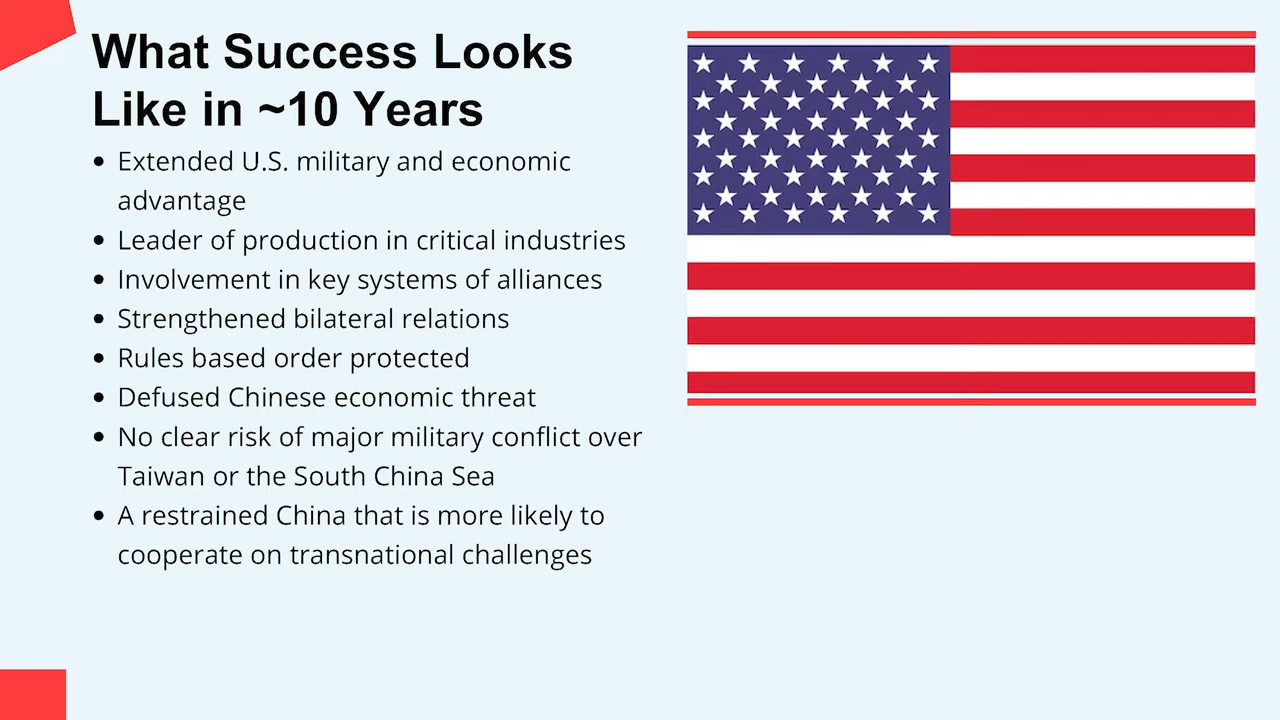 What Success Looks
Like in ~10 Years
• Extended U.S. military and economic
advantage
• Leader of production in critical industries
• Involvement in key systems of alliances
• Strengthened bilateral relations
• Rules based order protected
• Defused Chinese economic threat
• No clear risk of major military conflict over
Taiwan or the South China Sea
• A restrained China that is more likely to
cooperate on transnational challenges